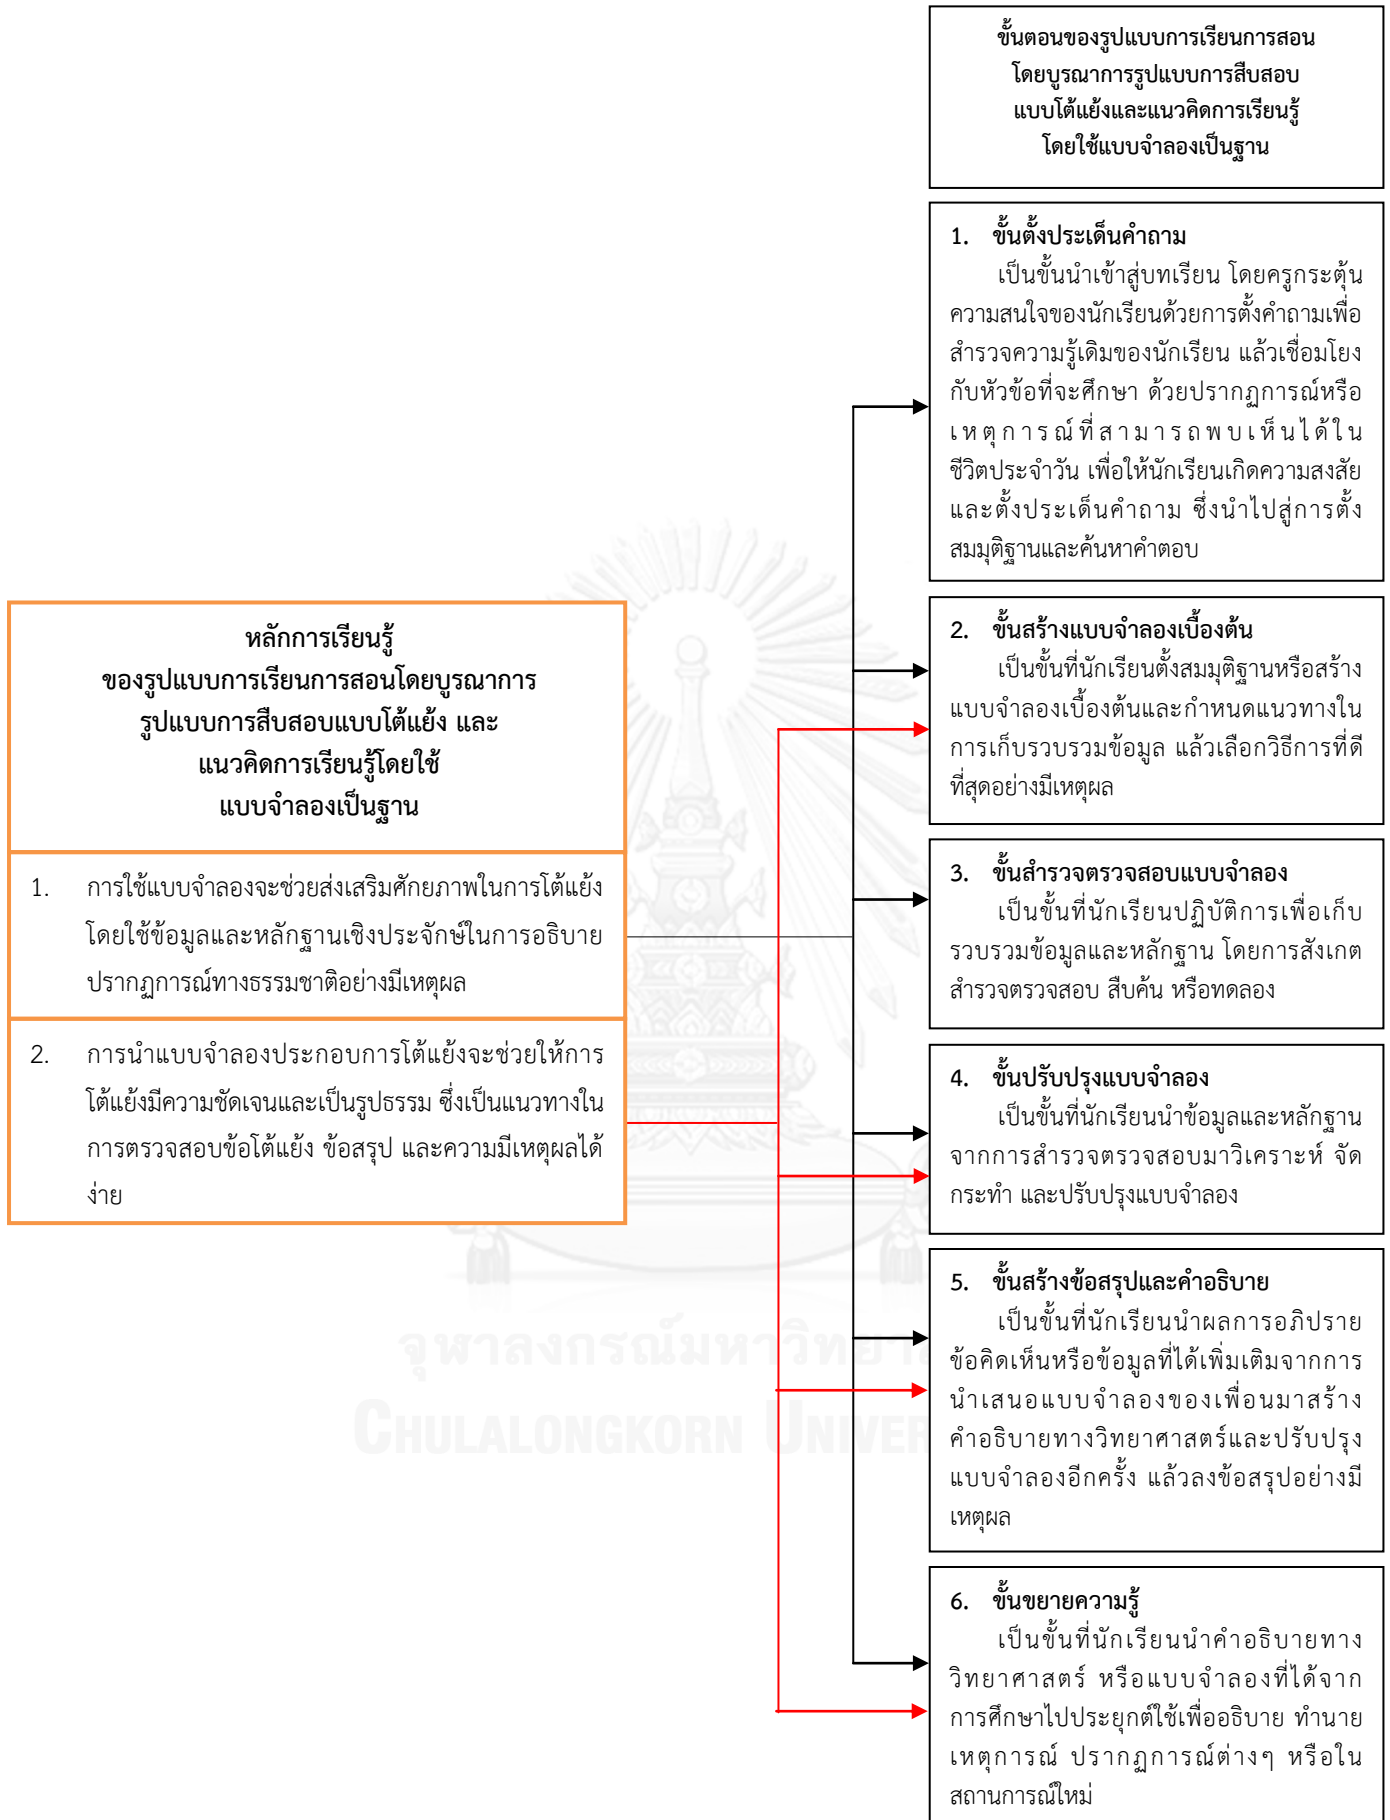 ขั้นตอนของรูปแบบการเรียนการสอน
โดยบูรณาการรูปแบบการสืบสอบ
แบบโต้แย้งและแนวคิดการเรียนรู้
โดยใช้แบบจำลองเป็นฐาน
1. ขั้นตั้งประเด็นคำถาม
เป็นขั้นนำเข้าสู่บทเรียน โดยครูกระตุ้น
ความสนใจของนักเรียนด้วยการตั้งคำถามเพื่อ
สำรวจความรู้เดิมของนักเรียน แล้วเชื่อมโยง
กับหัวข้อที่จะศึกษา ด้วยปรากฏการณ์หรือ
เหตุการณ์ที่สามารถพบเห็นได้ใน
ชีวิตประจำวัน เพื่อให้นักเรียนเกิดความสงสัย
และตั้งประเด็นคำถาม ซึ่งนำไปสู่การตั้ง
สมมุติฐานและค้นหาคำตอบ
หลักการเรียนรู้
ของรูปแบบการเรียนการสอนโดยบูรณาการ
รูปแบบการสืบสอบแบบโต้แย้ง และ
แนวคิดการเรียนรู้โดยใช้
แบบจำลองเป็นฐาน
1. การใช้แบบจำลองจะช่วยส่งเสริมศักยภาพในการโต้แย้ง
โดยใช้ข้อมูลและหลักฐานเชิงประจักษ์ในการอธิบาย
ปรากฏการณ์ทางธรรมชาติอย่างมีเหตุผล
2. การนำแบบจำลองประกอบการโต้แย้งจะช่วยให้การ
โต้แย้งมีความชัดเจนและเป็นรูปธรรม ซึ่งเป็นแนวทางใน
การตรวจสอบข้อโต้แย้ง ข้อสรุป และความมีเหตุผลได้
ง่าย
2. ขั้นสร้างแบบจำลองเบื้องต้น
เป็นขั้นที่นักเรียนตั้งสมมุติฐานหรือสร้าง
แบบจำลองเบื้องต้นและกำหนดแนวทางใน
การเก็บรวบรวมข้อมูล แล้วเลือกวิธีการที่ดี
ที่สุดอย่างมีเหตุผล
3. ขั้นสำรวจตรวจสอบแบบจำลอง
เป็นขั้นที่นักเรียนปฏิบัติการเพื่อเก็บ
รวบรวมข้อมูลและหลักฐาน โดยการสังเกต
สำรวจตรวจสอบ สืบค้น หรือทดลอง
4. ขั้นปรับปรุงแบบจำลอง
เป็นขั้นที่นักเรียนนำข้อมูลและหลักฐาน
จากการสำรวจตรวจสอบมาวิเคราะห์ จัด
กระทำ และปรับปรุงแบบจำลอง
5. ขั้นสร้างข้อสรุปและคำอธิบาย
เป็นขั้นที่นักเรียนนำผลการอภิปราย
ข้อคิดเห็นหรือข้อมูลที่ได้เพิ่มเติมจากการ
นำเสนอแบบจำลองของเพื่อนมาสร้าง
คำอธิบายทางวิทยาศาสตร์และปรับปรุง
แบบจำลองอีกครั้ง แล้วลงข้อสรุปอย่างมี
เหตุผล
6. ขั้นขยายความรู้
เป็นขั้นที่นักเรียนนำคำอธิบายทาง
วิทยาศาสตร์ หรือแบบจำลองที่ได้จาก
การศึกษาไปประยุกต์ใช้เพื่ออธิบาย ทำนาย
เหตุการณ์ ปรากฏการณ์ต่างๆ หรือใน
สถานการณ์ใหม่
CHULALONGKORN